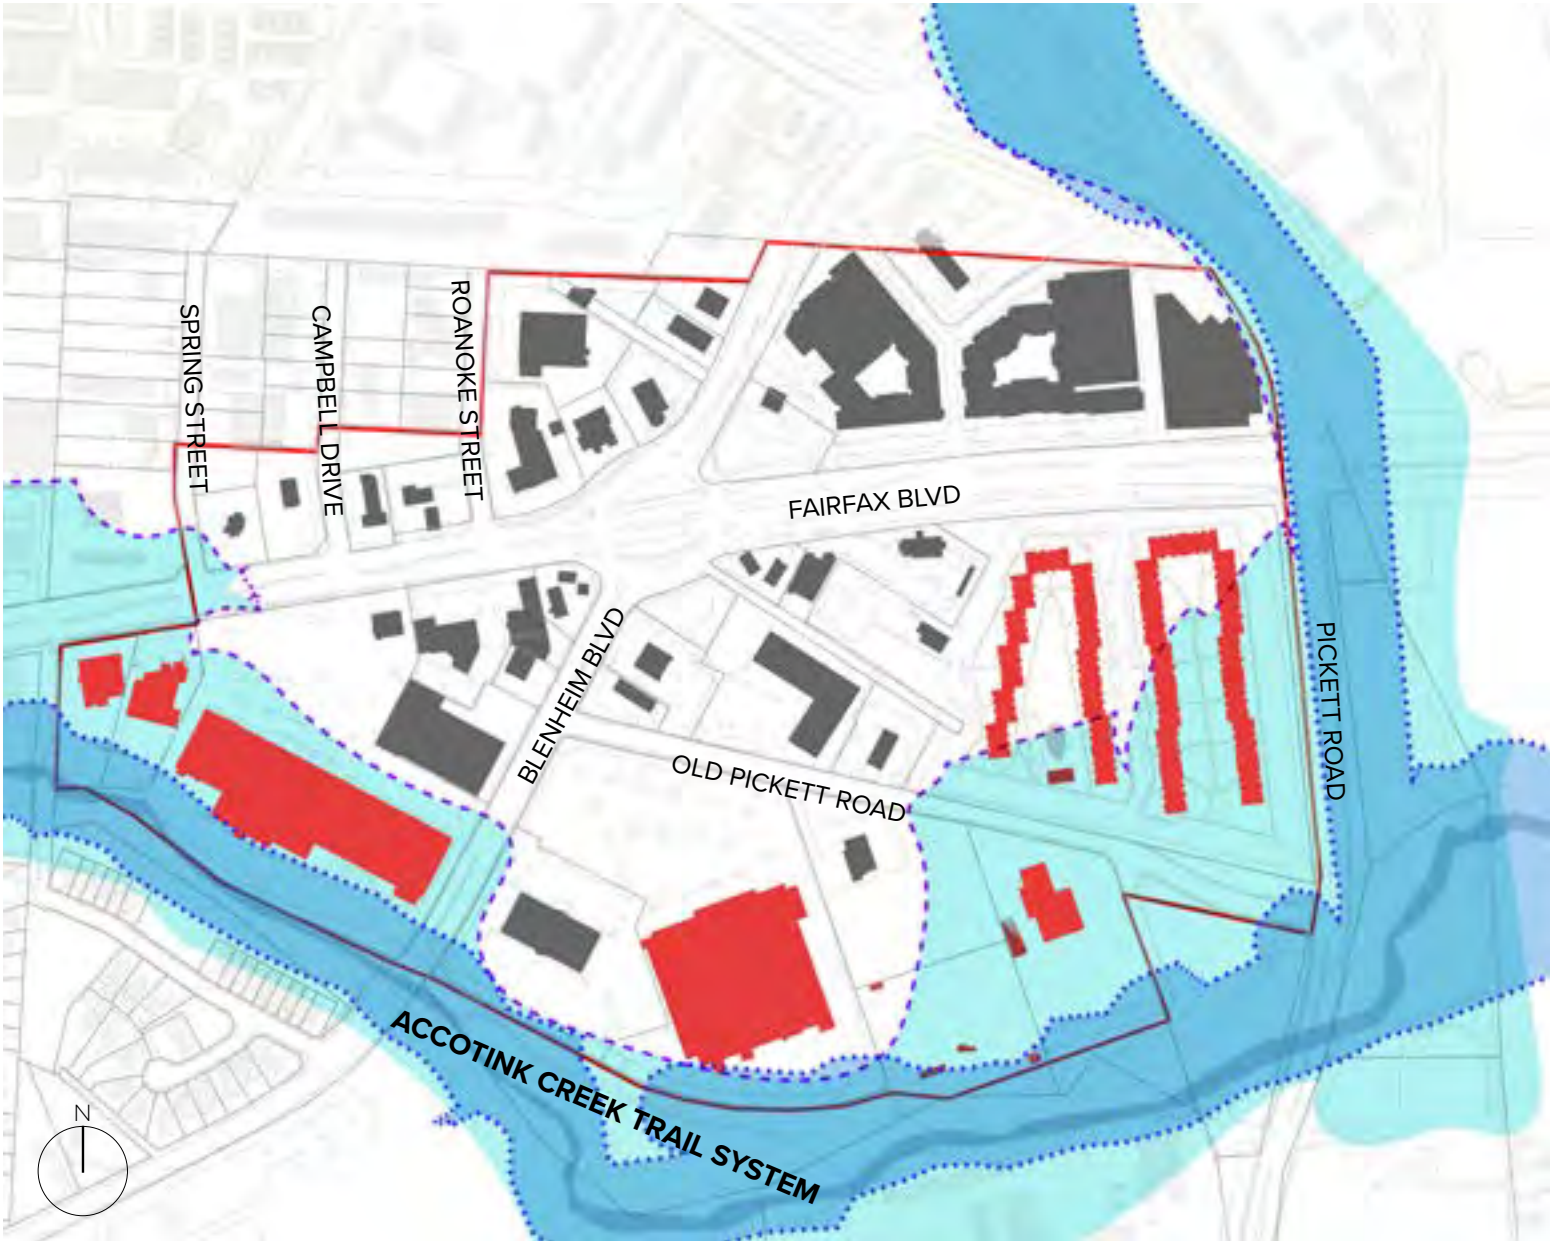 SPRING STREET
CAMPBELL DRIVE
ROANOKE STREET
FAIRFAX BLVD
BLENHEIM BLVD
PICKETT ROAD
OLD PICKETT ROAD
ACCOTINK CREEK TRAIL SYSTEM
N